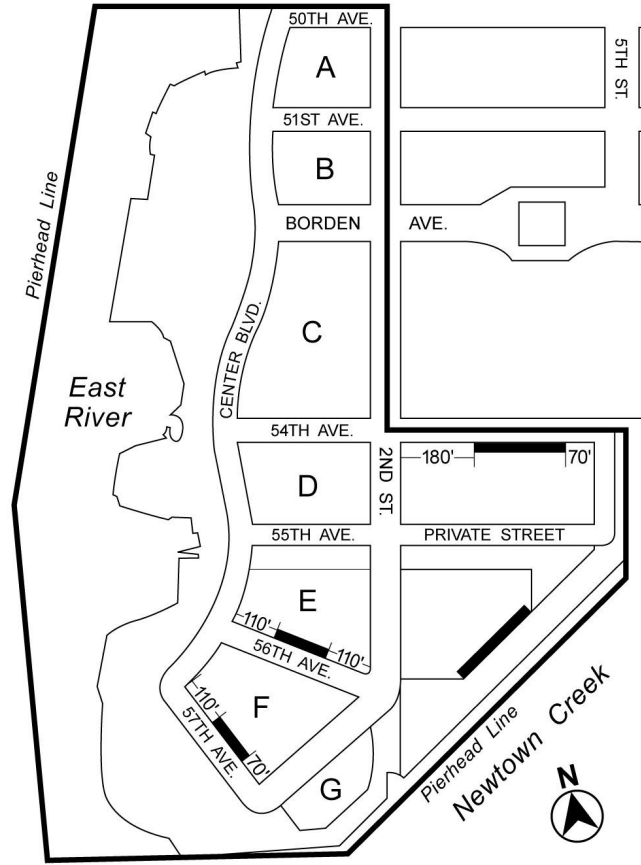 50TH AVE.
A
5TH ST.
51ST AVE.
B
Pierhead Line
BORDEN AVE.
CENTER BLVD.
C
East
River
54TH AVE.
180'
70'
2ND ST.
D
55TH AVE.
PRIVATE STREET
E
110'
110'
56TH AVE.
F
110'
70'
57TH AVE.
G
Pierhead Line
Newtown Creek
N